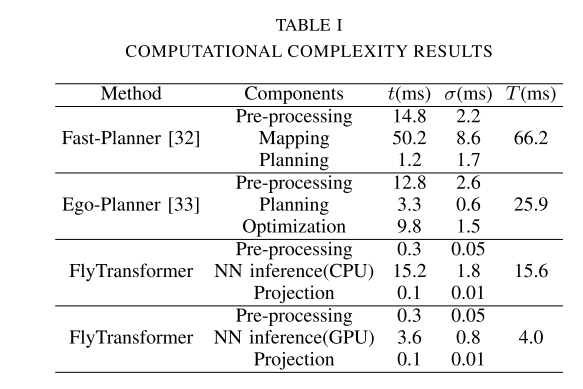 TABLE I
COMPUTATIONAL COMPLEXITY RESULTS
Method Components t(ms) σ(ms) T(ms)
Pre-processing 14.8 2.2
Fast-Planner [32] Mapping 50.2 8.6 66.2
Planning 1.2 1.7
Pre-processing 12.8 2.6
Ego-Planner [33] Planning 3.3 0.6 25.9
Optimization 9.8 1.5
Pre-processing 0.3 0.05
FlyTransformer NN inference(CPU) 15.2 1.8 15.6
Projection 0.1 0.01
Pre-processing 0.3 0.05
FlyTransformer NN inference(GPU) 3.6 0.8 4.0
Projection 0.1 0.01